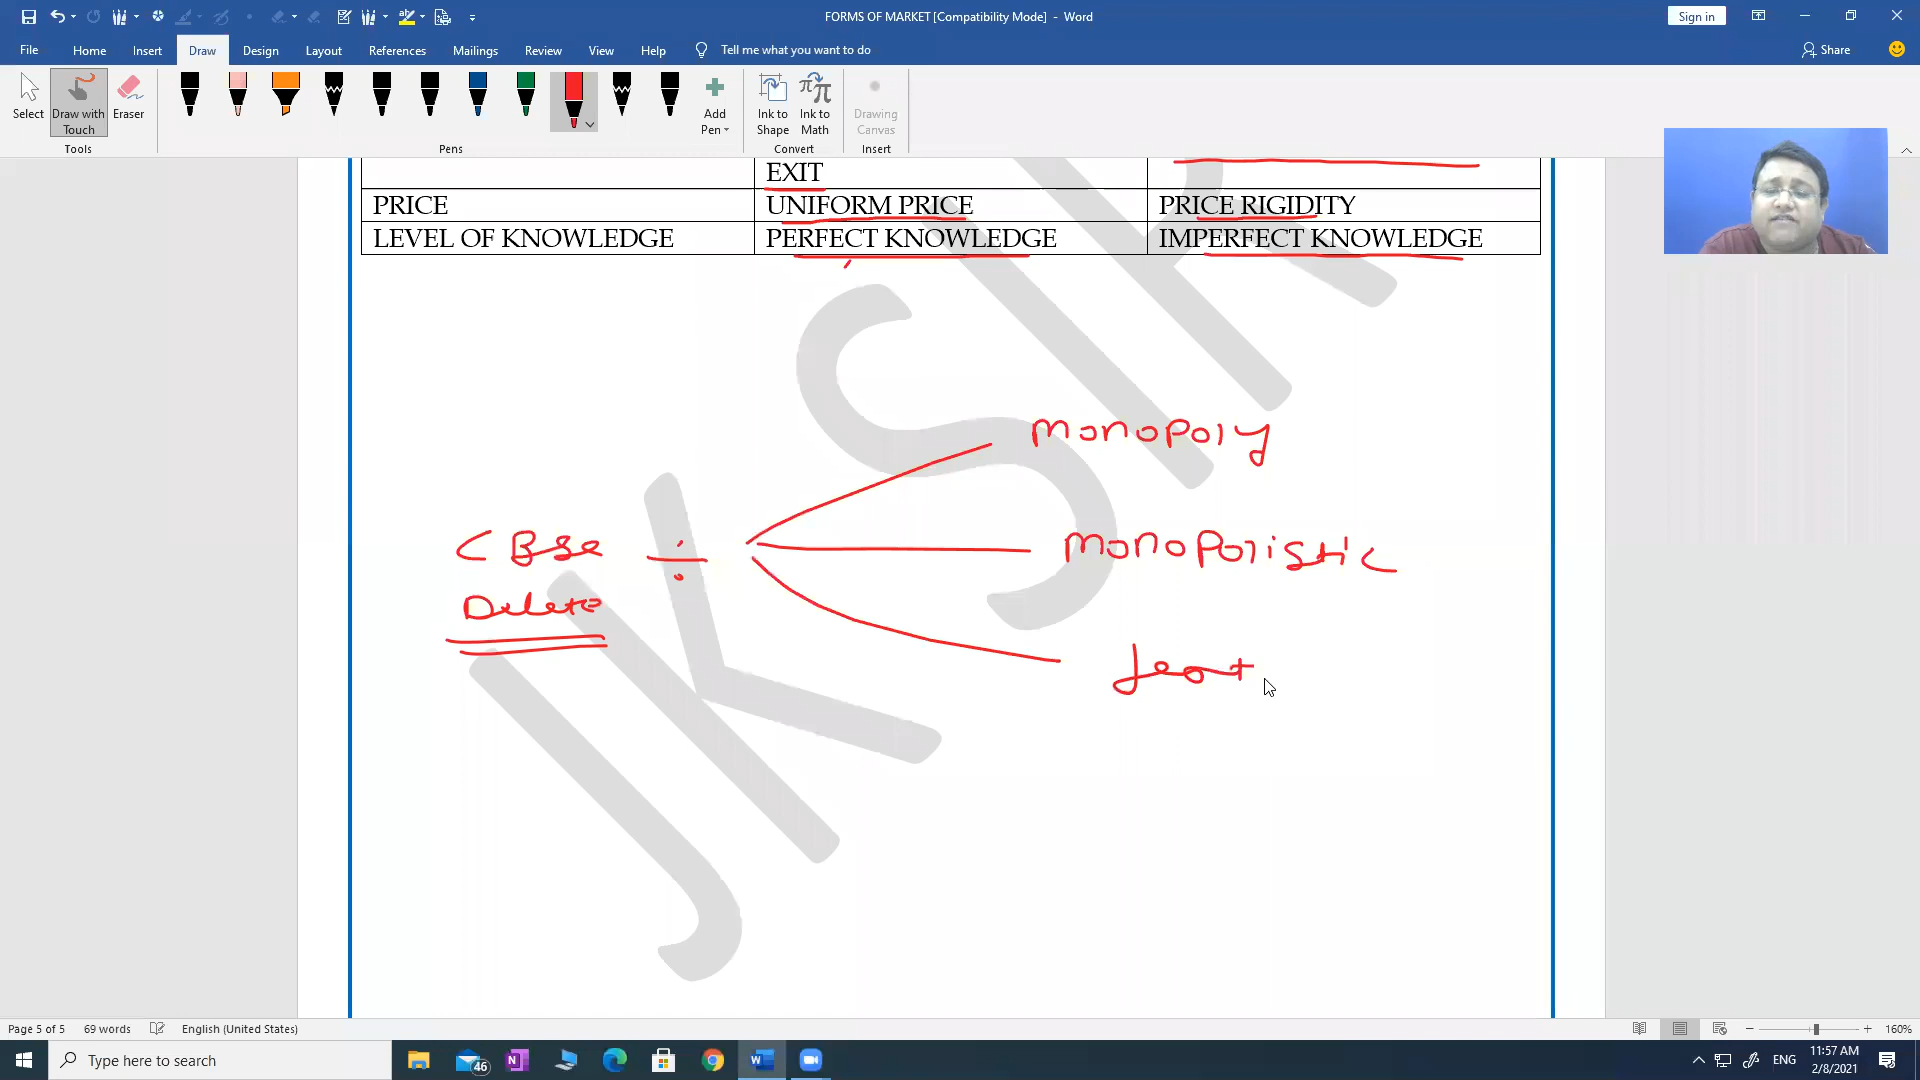 FORMS OF MARKET [Compatibility Mode] - Word
Sign in
File Home Insert Draw Design Layout References Mailings Review View Help Tell me what you want to do
Share
Select
Draw with Touch
Eraser
Add Pen
Ink to Shape
Ink to Math
Drawing Canvas
Tools
Pens
Convert
Insert
EXIT
PRICE UNIFORM PRICE PRICE RIGIDITY
LEVEL OF KNOWLEDGE PERFECT KNOWLEDGE IMPERFECT KNOWLEDGE
monopoly
CBSE ÷ monopolistic
Delete
JK SIR
Page 5 of 5 69 words English (United States)
160%
Type here to search
46
ENG
11:57 AM
2/8/2021